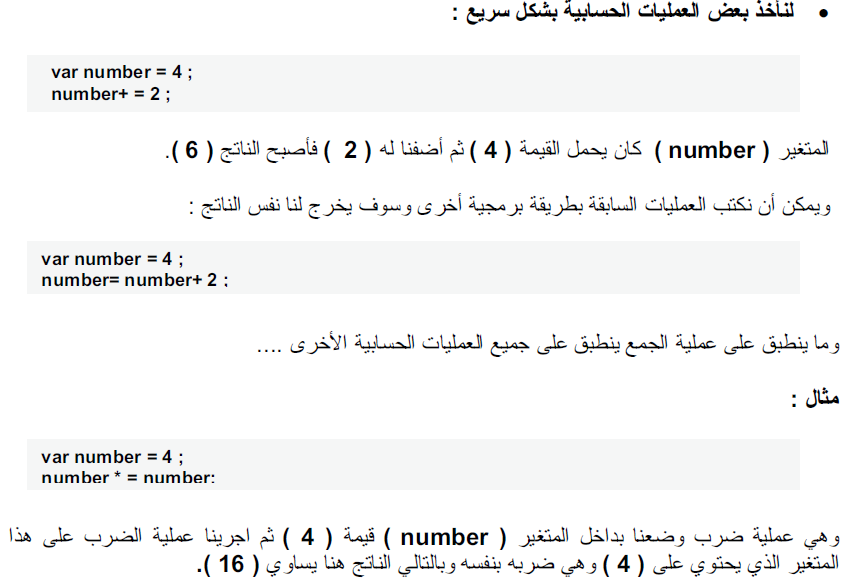 • لنأخذ بعض العمليات الحسابية بشكل سريع :
var number = 4 ;
number+ = 2 ;
المتغير ( number ) كان يحمل القيمة ( 4 ) ثم أضفنا له ( 2 ) فأصبح الناتج ( 6 ).
ويمكن أن نكتب العمليات السابقة بطريقة برمجية أخرى وسوف يخرج لنا نفس الناتج :
var number = 4 ;
number= number+ 2 ;
وما ينطبق على عملية الجمع ينطبق على جميع العمليات الحسابية الأخرى ....
مثال :
var number = 4 ;
number * = number;
وهي عملية ضرب وضعنا بداخل المتغير ( number ) قيمة ( 4 ) ثم اجرينا عملية الضرب على هذا
المتغير الذي يحتوي على ( 4 ) وهي ضربه بنفسه وبالتالي الناتج هنا يساوي ( 16 ).